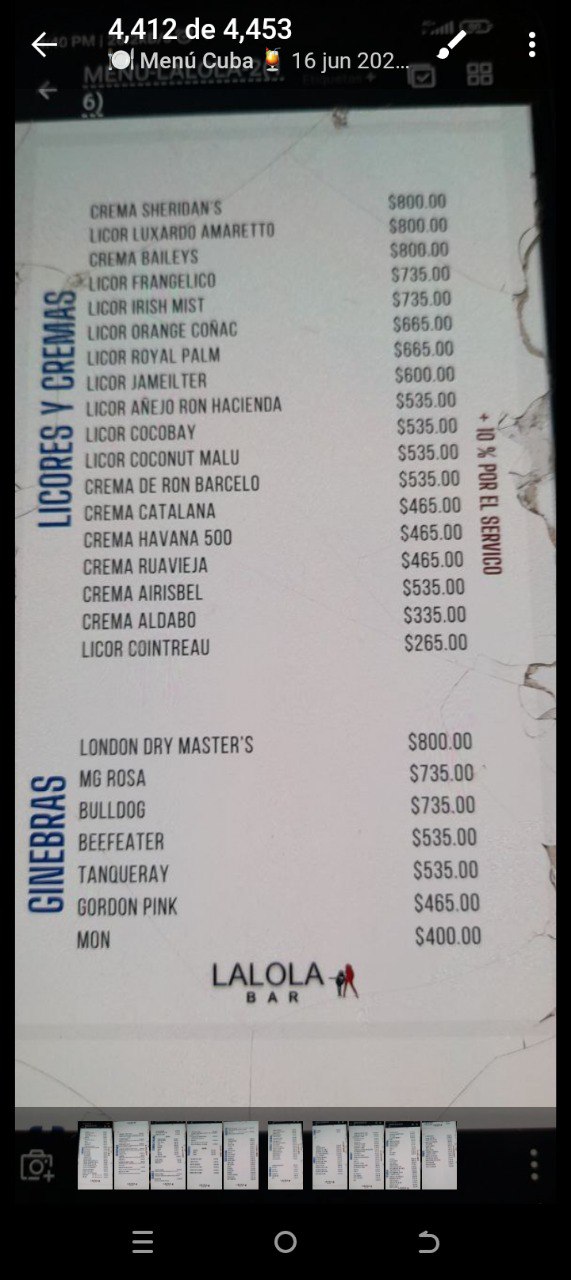 4,412 de 4,453
🍽️ Menú Cuba 🍹 16 jun 202...
MENU-LALOLA-2(...
6)
LICORES Y CREMAS
CREMA SHERIDAN'S $800.00
LICOR LUXARDO AMARETTO $800.00
CREMA BAILEYS $800.00
LICOR FRANGELICO $735.00
LICOR IRISH MIST $735.00
LICOR ORANGE COÑAC $665.00
LICOR ROYAL PALM $665.00
LICOR JAMEILTER $600.00
LICOR AÑEJO RON HACIENDA $535.00
LICOR COCOBAY $535.00
LICOR COCONUT MALU $535.00
CREMA DE RON BARCELO $535.00
CREMA CATALANA $465.00
CREMA HAVANA 500 $465.00
CREMA RUAVIEJA $465.00
CREMA AIRISBEL $535.00
CREMA ALDABO $335.00
LICOR COINTREAU $265.00
+ 10 % POR EL SERVICO
GINEBRAS
LONDON DRY MASTER'S $800.00
MG ROSA $735.00
BULLDOG $735.00
BEEFEATER $535.00
TANQUERAY $535.00
GORDON PINK $465.00
MON $400.00
LALOLA
BAR